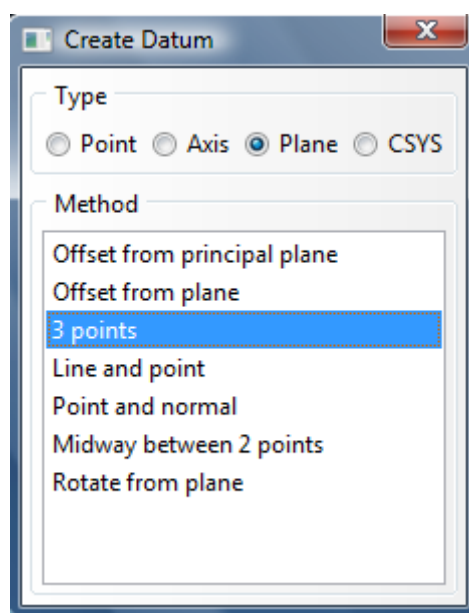 Create Datum
Type
Point Axis Plane CSYS
Method
Offset from principal plane
Offset from plane
3 points
Line and point
Point and normal
Midway between 2 points
Rotate from plane